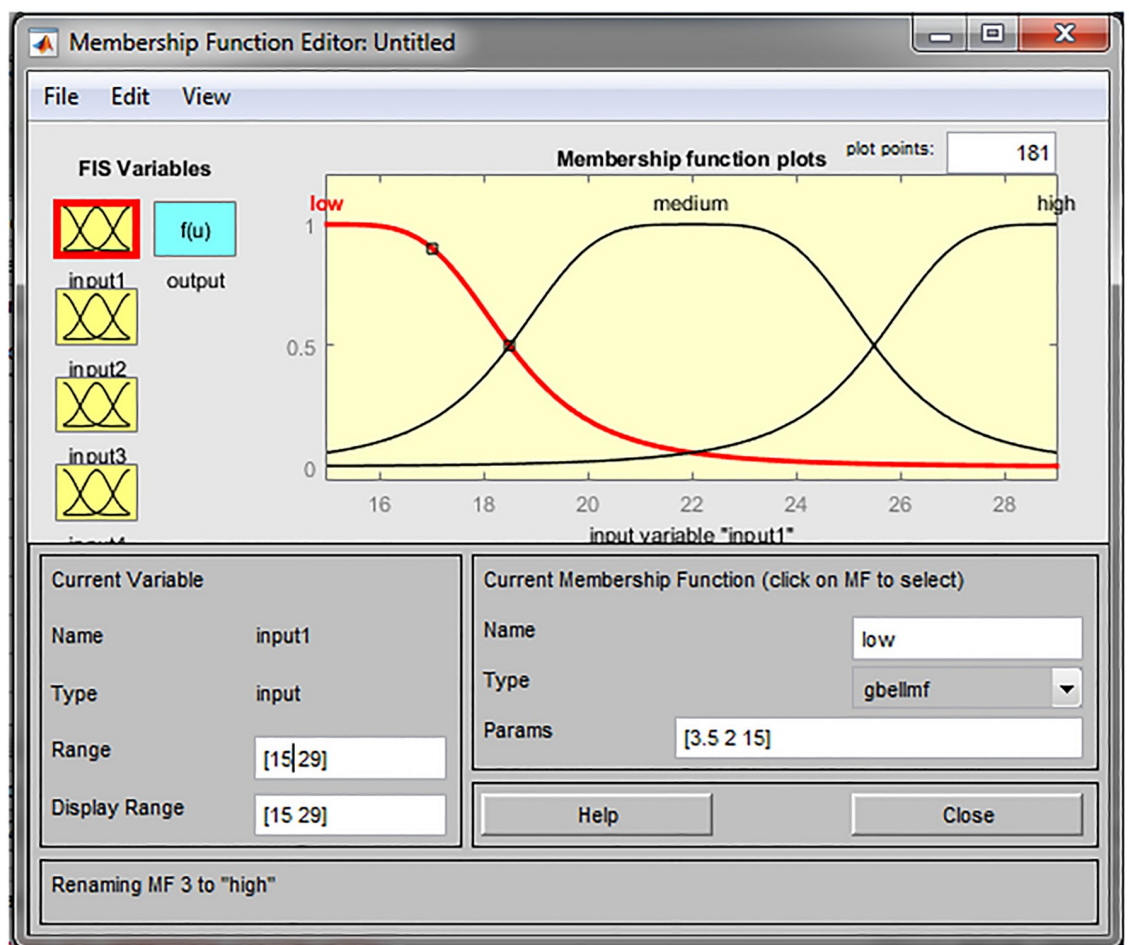 Membership Function Editor: Untitled
File Edit View
FIS Variables
Membership function plots
plot points:
181
f(u)
input1
output
input2
input3
input4
low
medium
high
1
0.5
0
16 18 20 22 24 26 28
input variable "input1"
Current Variable
Name input1
Type input
Range [15 29]
Display Range [15 29]
Current Membership Function (click on MF to select)
Name low
Type gbellmf
Params [3.5 2 15]
Help Close
Renaming MF 3 to "high"